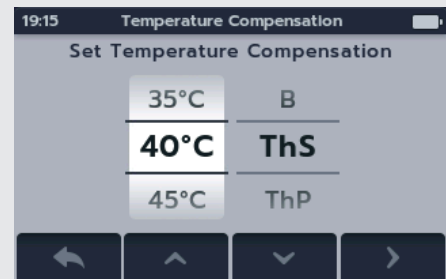 19:15 Temperature Compensation
Set Temperature Compensation
35°C B
40°C ThS
45°C ThP